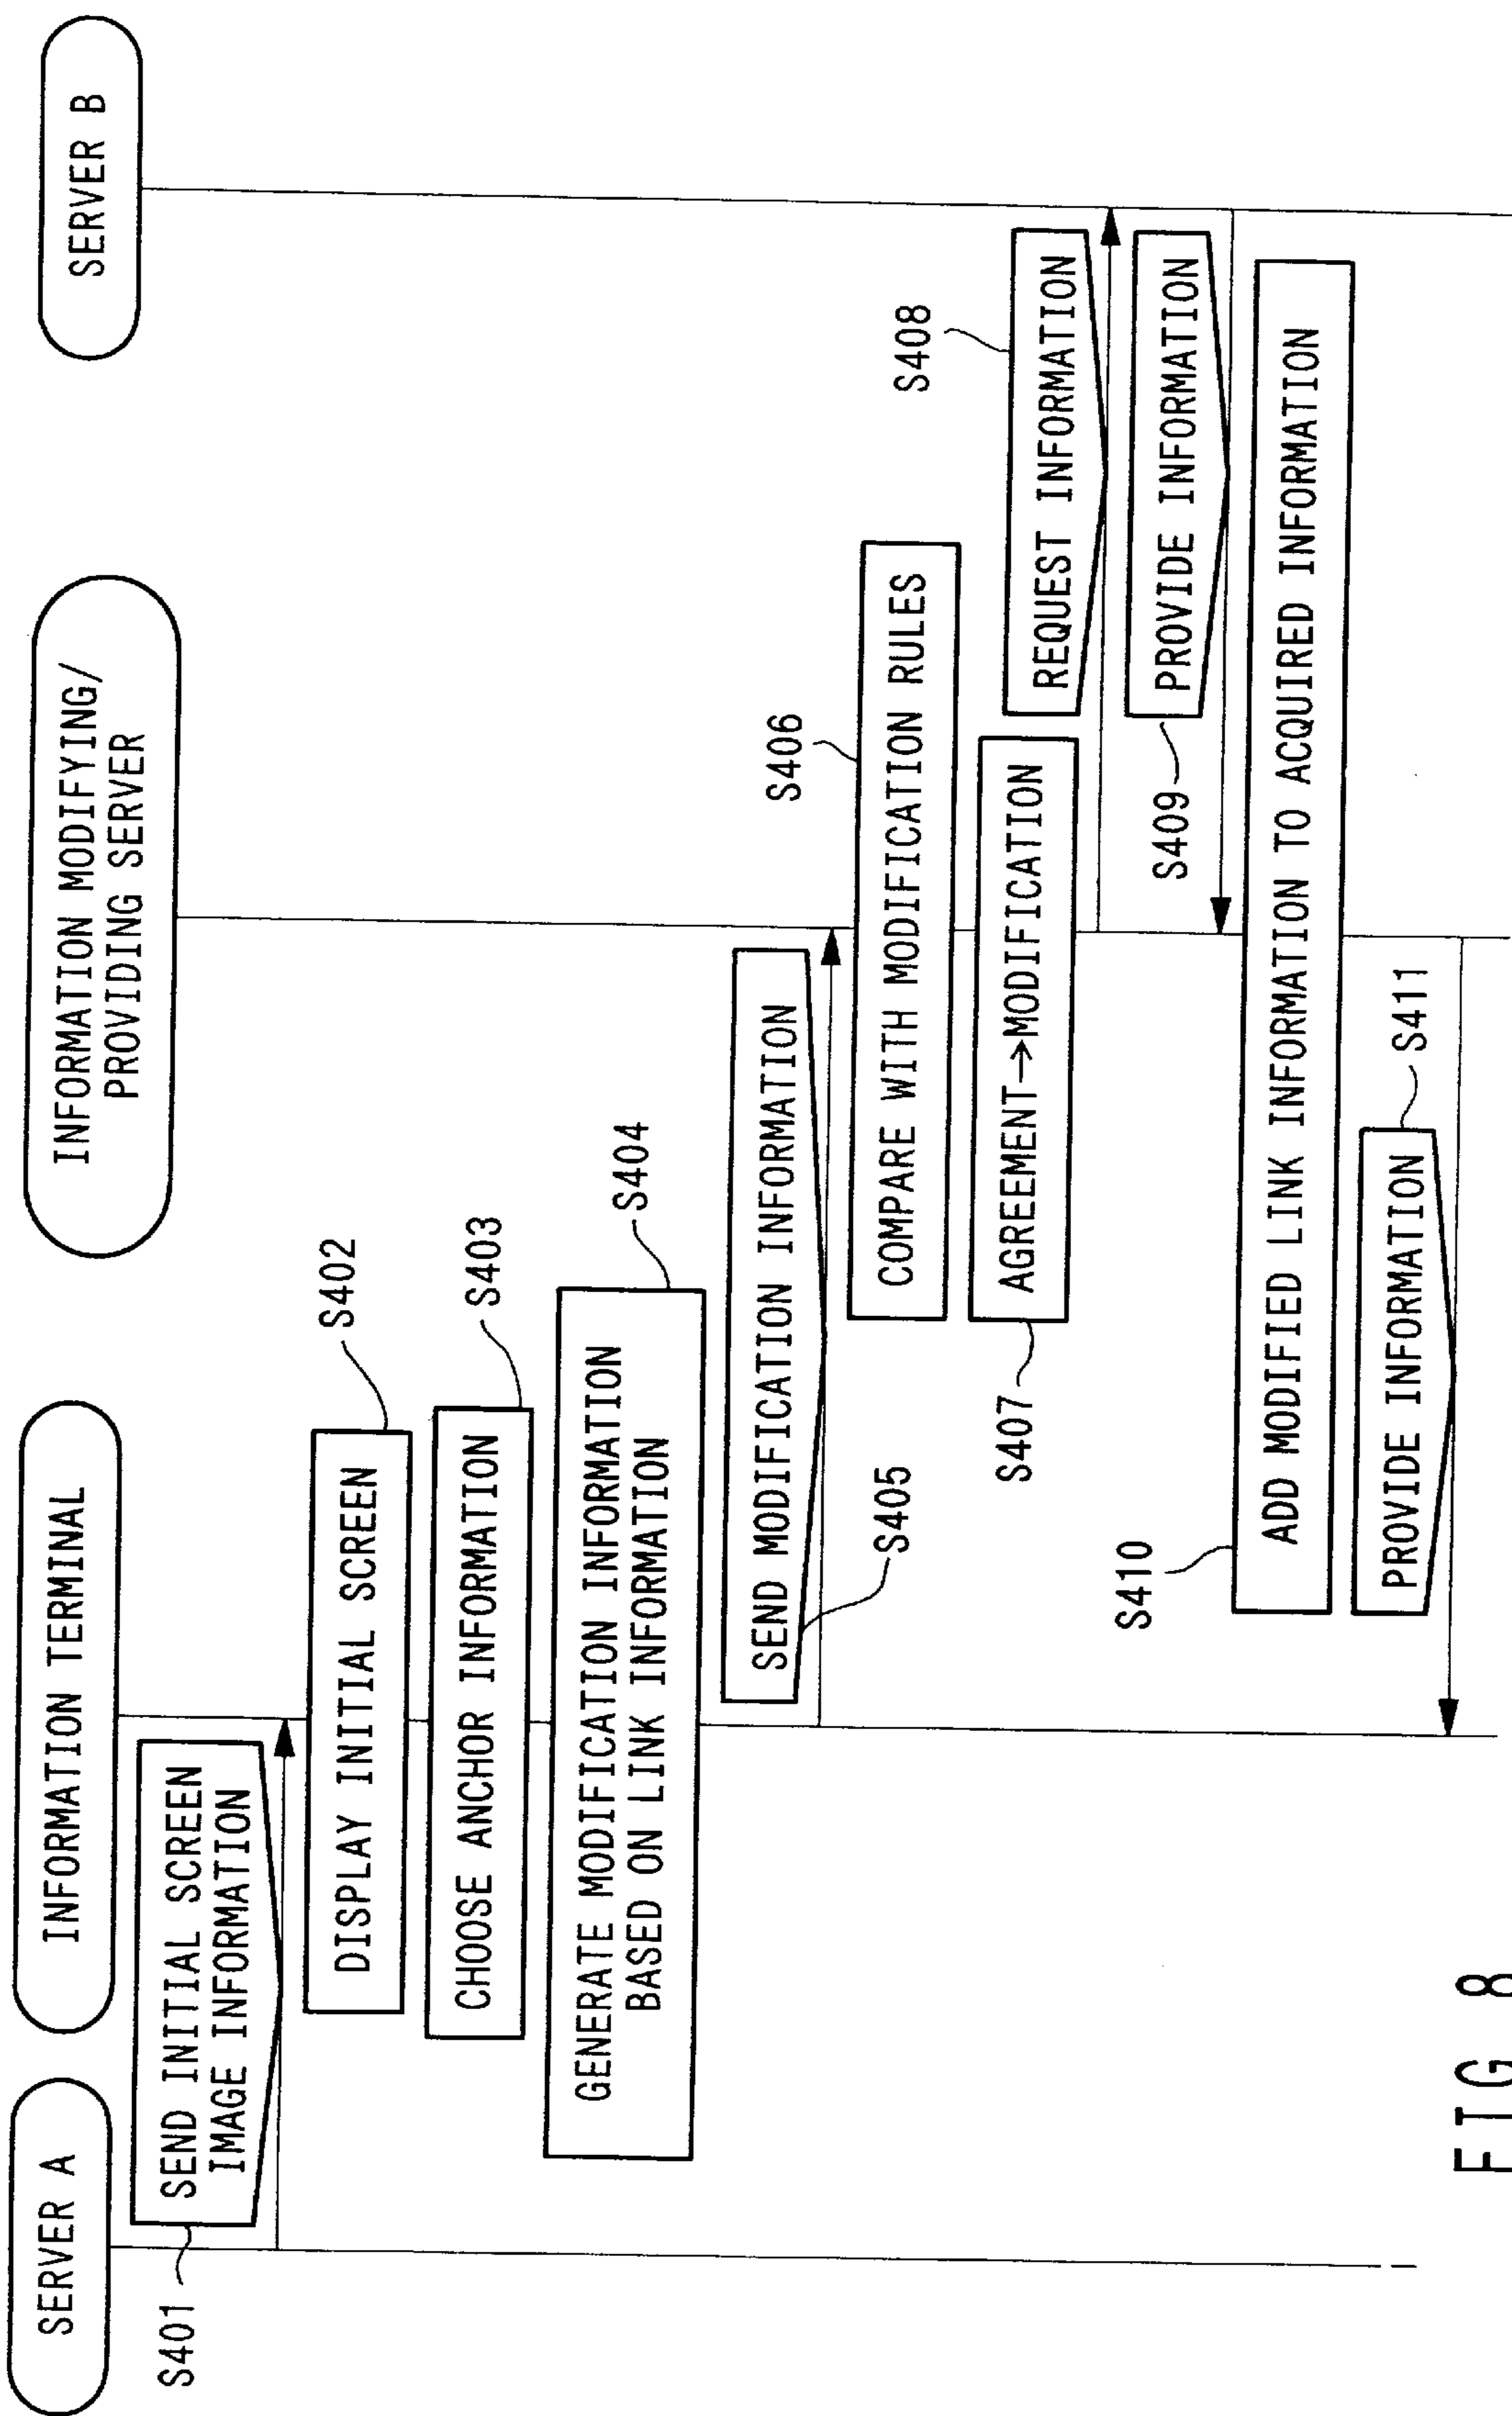 SERVER A
INFORMATION TERMINAL
INFORMATION MODIFYING/
PROVIDING SERVER
SERVER B
S401
SEND INITIAL SCREEN
IMAGE INFORMATION
DISPLAY INITIAL SCREEN
S402
CHOOSE ANCHOR INFORMATION
S403
GENERATE MODIFICATION INFORMATION
BASED ON LINK INFORMATION
S404
SEND MODIFICATION INFORMATION
S405
COMPARE WITH MODIFICATION RULES
S406
S407
AGREEMENT→MODIFICATION
REQUEST INFORMATION
S408
S409
PROVIDE INFORMATION
S410
ADD MODIFIED LINK INFORMATION TO ACQUIRED INFORMATION
PROVIDE INFORMATION
S411
FIG 8